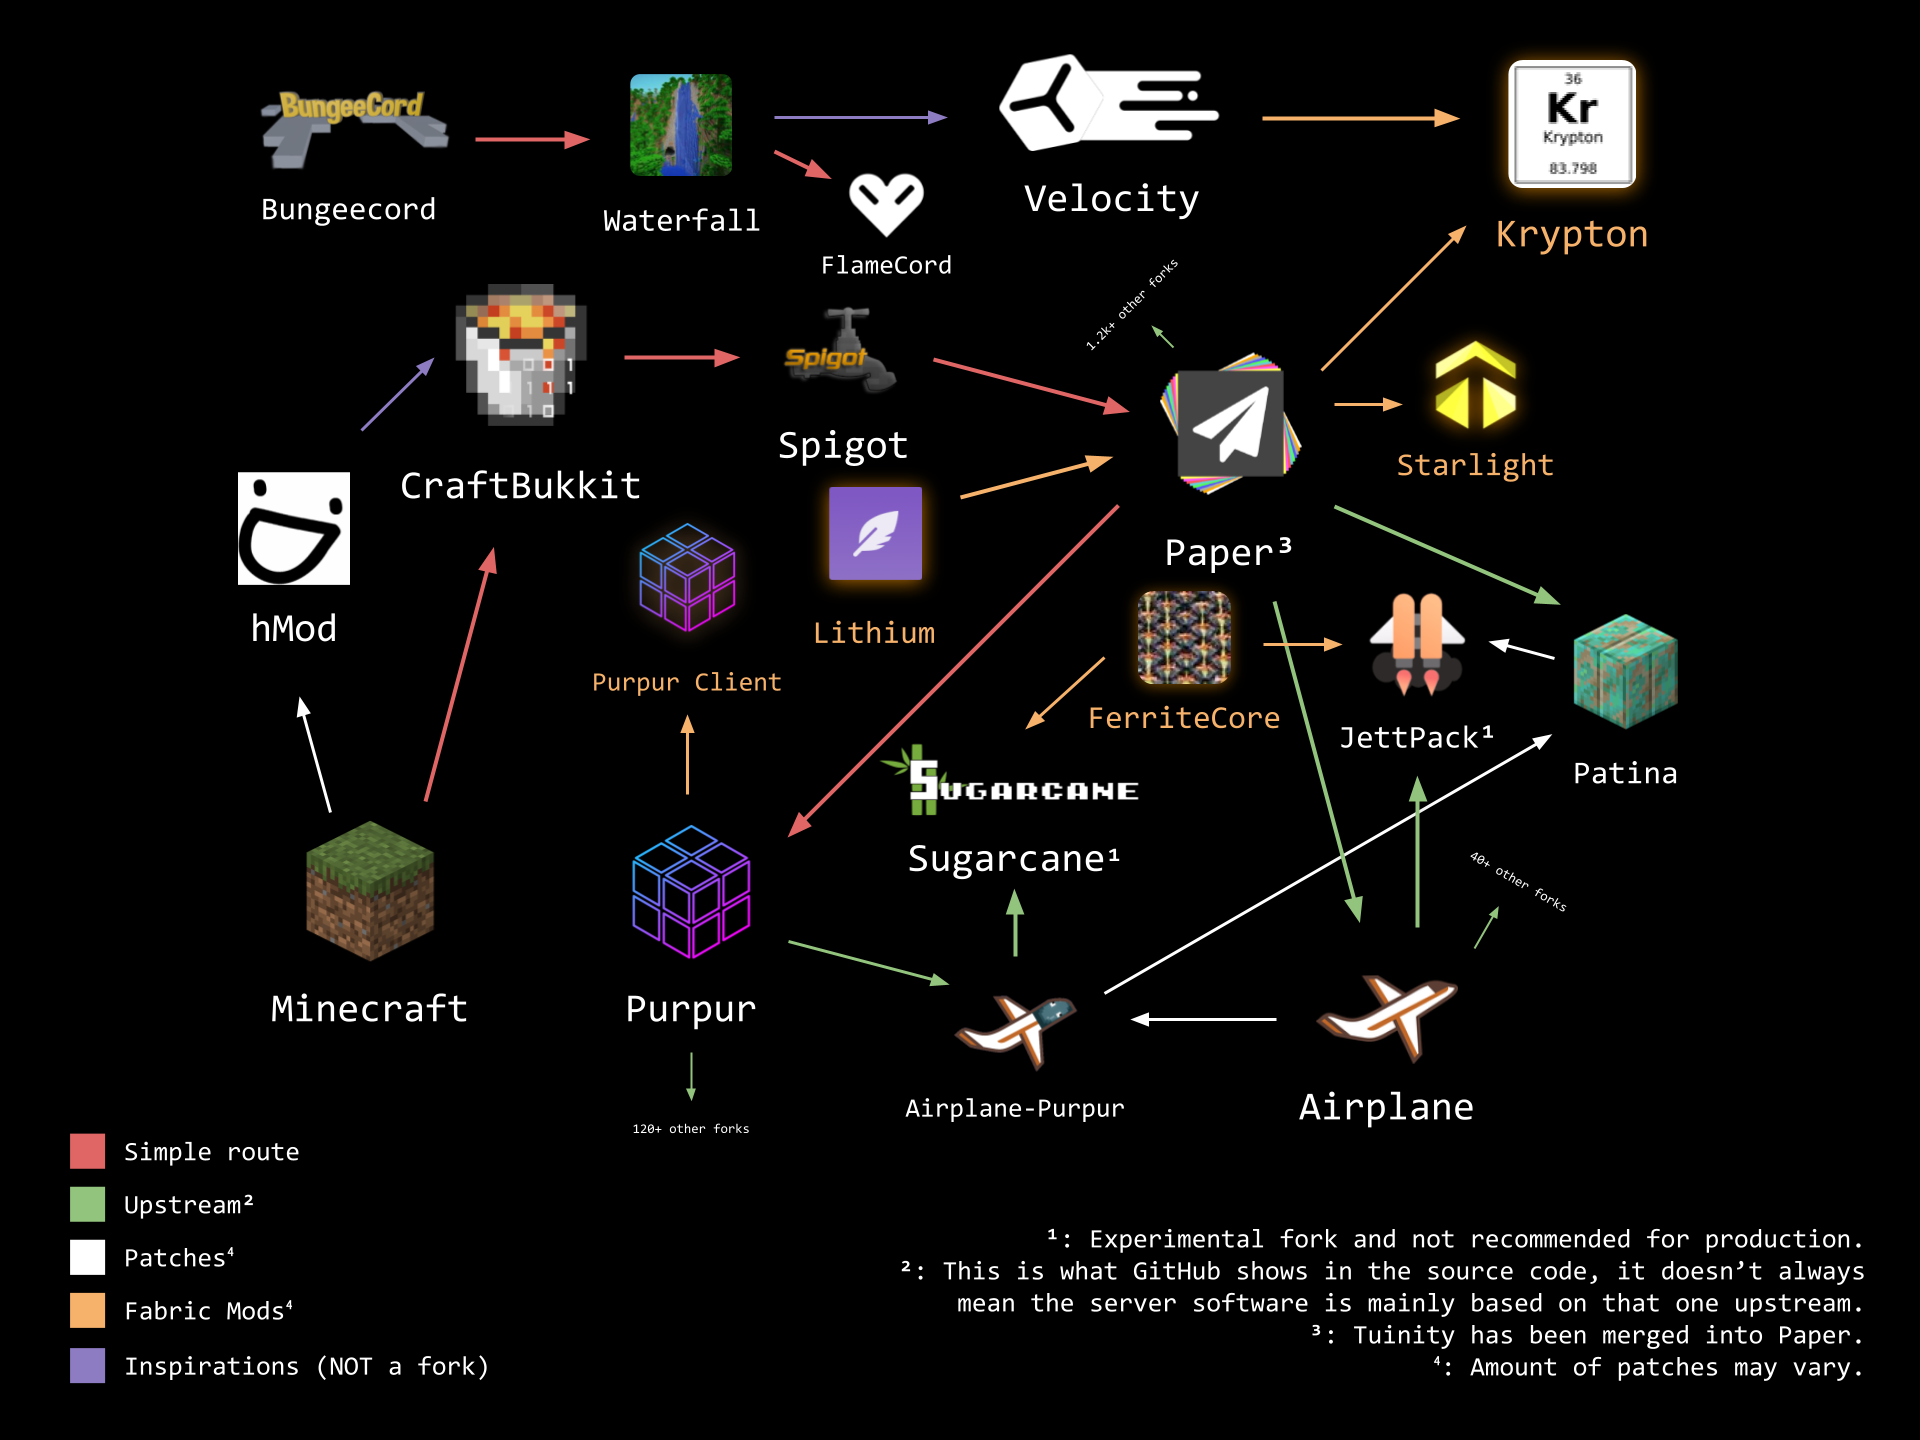 BungeeCord
Bungeecord
Waterfall
FlameCord
Velocity
36
Kr
Krypton
83.798
Krypton
CraftBukkit
Spigot
Spigot
1.2k+ other forks
Paper³
Starlight
hMod
Purpur Client
Lithium
FerriteCore
JettPack¹
Patina
SUGARCANE
Sugarcane¹
40+ other forks
Minecraft
Purpur
120+ other forks
Airplane-Purpur
Airplane
Simple route
Upstream²
Patches⁴
Fabric Mods⁴
Inspirations (NOT a fork)
¹: Experimental fork and not recommended for production.
²: This is what GitHub shows in the source code, it doesn’t always
mean the server software is mainly based on that one upstream.
³: Tuinity has been merged into Paper.
⁴: Amount of patches may vary.